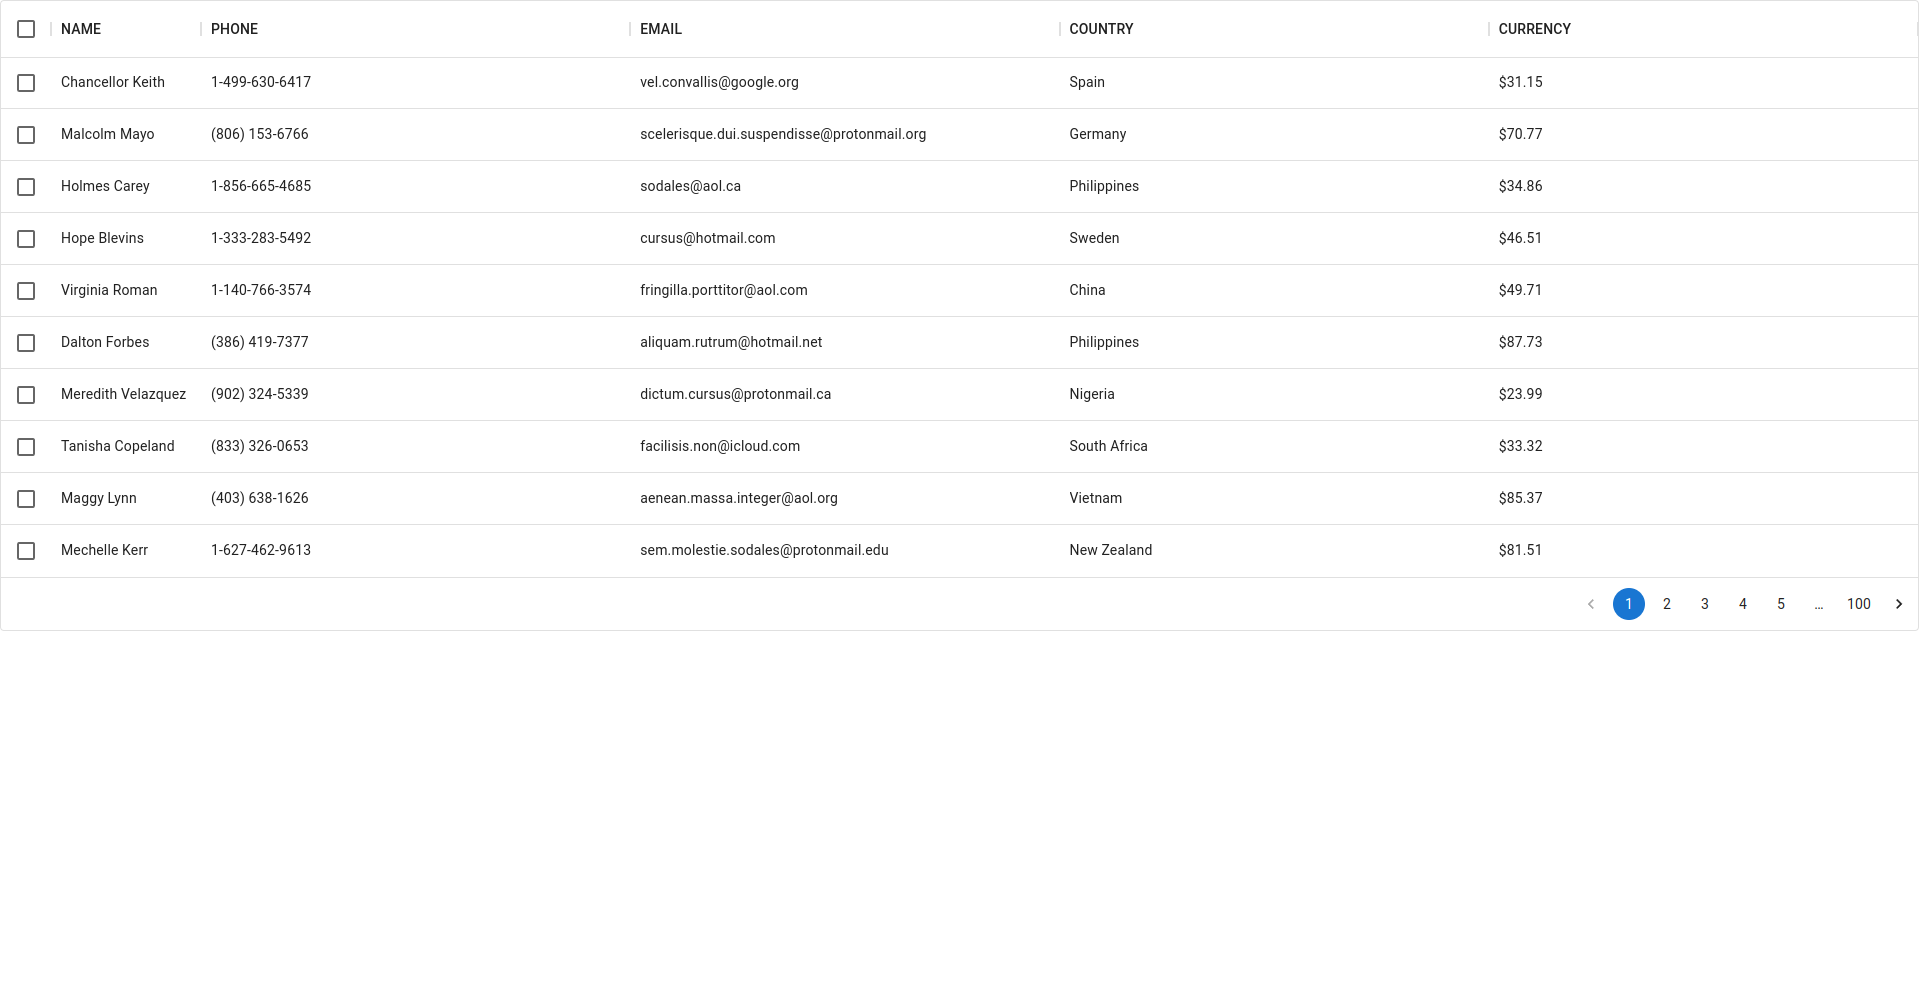 NAME PHONE EMAIL COUNTRY CURRENCY
Chancellor Keith 1-499-630-6417 vel.convallis@google.org Spain $31.15
Malcolm Mayo (806) 153-6766 scelerisque.dui.suspendisse@protonmail.org Germany $70.77
Holmes Carey 1-856-665-4685 sodales@aol.ca Philippines $34.86
Hope Blevins 1-333-283-5492 cursus@hotmail.com Sweden $46.51
Virginia Roman 1-140-766-3574 fringilla.porttitor@aol.com China $49.71
Dalton Forbes (386) 419-7377 aliquam.rutrum@hotmail.net Philippines $87.73
Meredith Velazquez (902) 324-5339 dictum.cursus@protonmail.ca Nigeria $23.99
Tanisha Copeland (833) 326-0653 facilisis.non@icloud.com South Africa $33.32
Maggy Lynn (403) 638-1626 aenean.massa.integer@aol.org Vietnam $85.37
Mechelle Kerr 1-627-462-9613 sem.molestie.sodales@protonmail.edu New Zealand $81.51
1 2 3 4 5 … 100